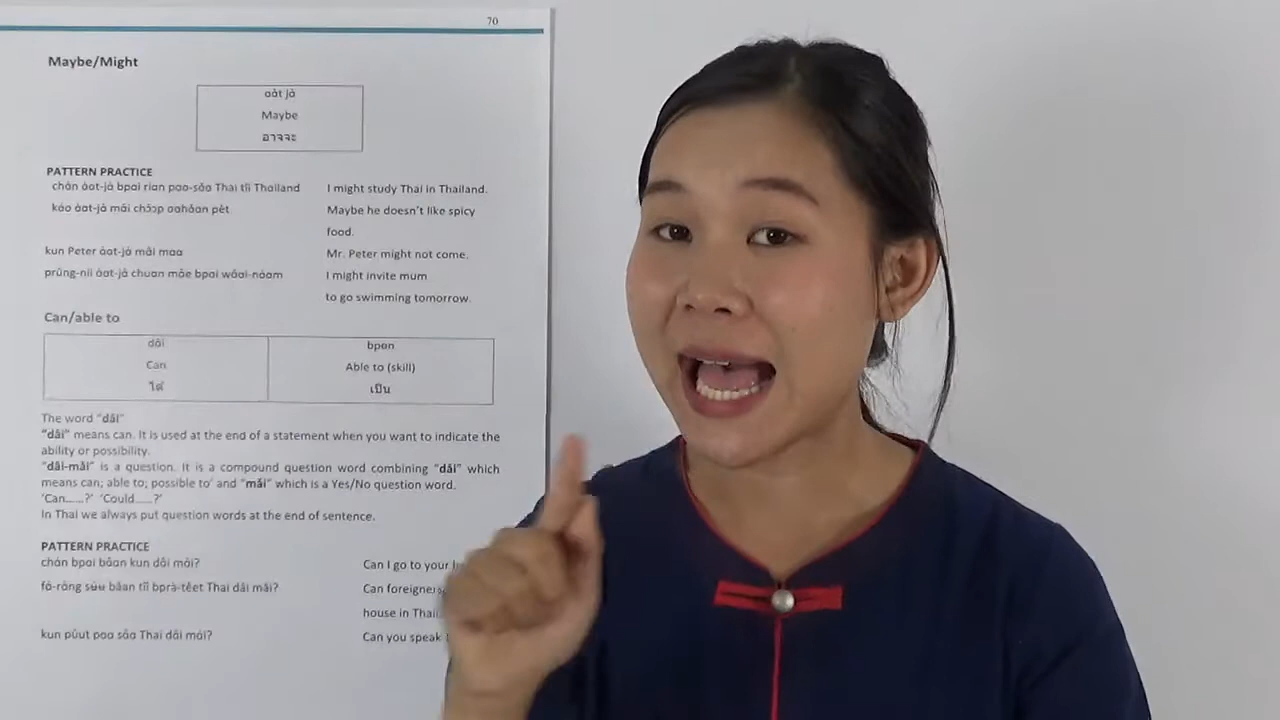 70
Maybe/Might
aàt jà
Maybe
อาจจะ
PATTERN PRACTICE
chán àat-jà bpai rian paa-sǎa Thai tîi Thailand I might study Thai in Thailand.
káo àat-jà mâi chɔ̂ɔp aahǎan pèt Maybe he doesn't like spicy
food.
kun Peter àat-jà mâi maa Mr. Peter might not come.
prûng-níi àat-jà chuan mâe bpai wâai-náam I might invite mum
to go swimming tomorrow.
Can/able to
dâi bpen
Can Able to (skill)
ได้ เป็น
The word "dâi"
"dâi" means can. It is used at the end of a statement when you want to indicate the
ability or possibility.
"dâi-mǎi" is a question. It is a compound question word combining "dâi" which
means can; able to; possible to' and "mǎi" which is a Yes/No question word.
'Can……?' 'Could……?'
In Thai we always put question words at the end of sentence.
PATTERN PRACTICE
chán bpai bâan kun dâi mǎi? Can I go to your
fà-ràng súu bâan tîi bprà-têet Thai dâi mǎi? Can foreigners
house in
kun pûut paa sǎa Thai dâi mǎi? Can you speak